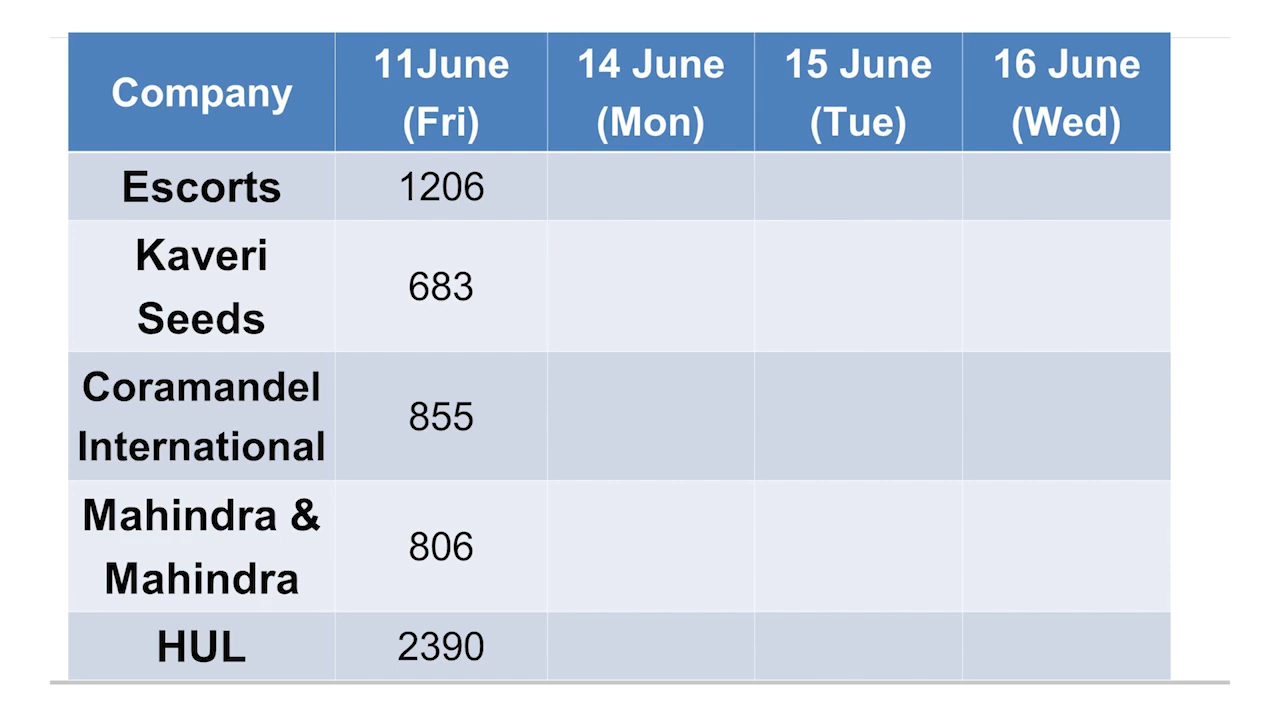 Company 11June (Fri) 14 June (Mon) 15 June (Tue) 16 June (Wed)
Escorts 1206
Kaveri Seeds 683
Coramandel International 855
Mahindra & Mahindra 806
HUL 2390